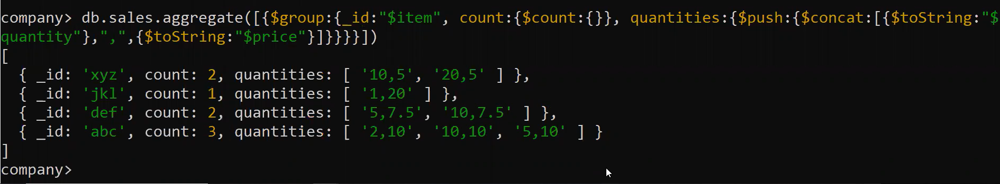 company> db.sales.aggregate([{$group:{_id:"$item", count:{$count:{}}, quantities:{$push:{$concat:[{$toString:"$
quantity"},",",{$toString:"$price"}]}}}}])
[
  { _id: 'xyz', count: 2, quantities: [ '10,5', '20,5' ] },
  { _id: 'jkl', count: 1, quantities: [ '1,20' ] },
  { _id: 'def', count: 2, quantities: [ '5,7.5', '10,7.5' ] },
  { _id: 'abc', count: 3, quantities: [ '2,10', '10,10', '5,10' ] }
]
company>